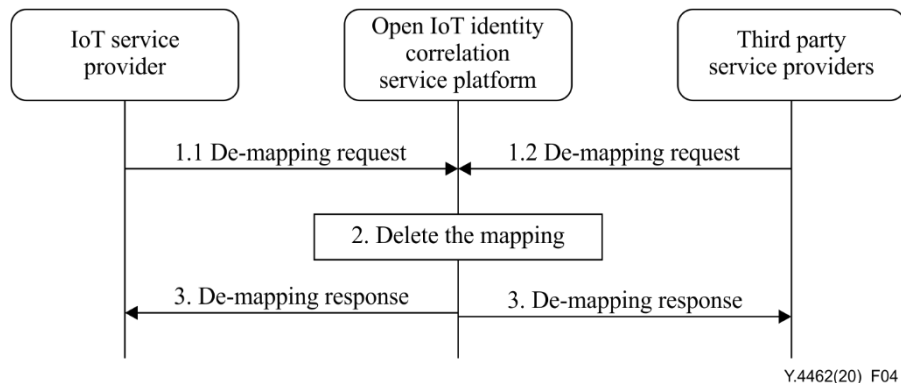 IoT service
provider
Open IoT identity
correlation
service platform
Third party
service providers
1.1 De-mapping request
1.2 De-mapping request
2. Delete the mapping
3. De-mapping response
3. De-mapping response
Y.4462(20)_F04